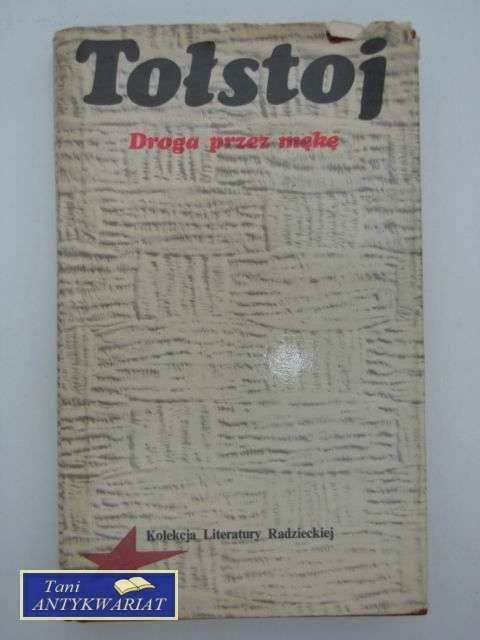 Tołstoj
Droga przez mękę
Kolekcja Literatury Radzieckiej
Tani
ANTYKWARIAT